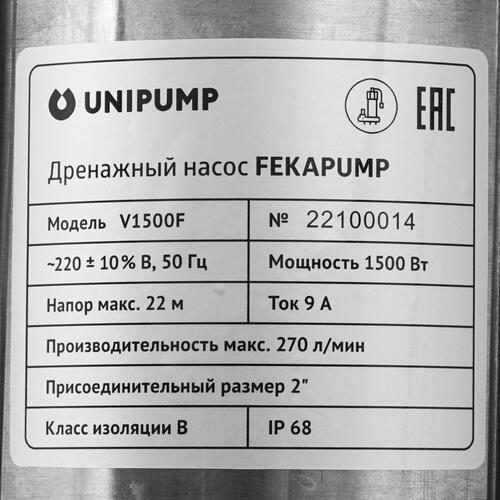 UNIPUMP EAC
Дренажный насос FEKAPUMP
Модель V1500F № 22100014
~220 ± 10% В, 50 Гц Мощность 1500 Вт
Напор макс. 22 м Ток 9 А
Производительность макс. 270 л/мин
Присоединительный размер 2"
Класс изоляции В IP 68